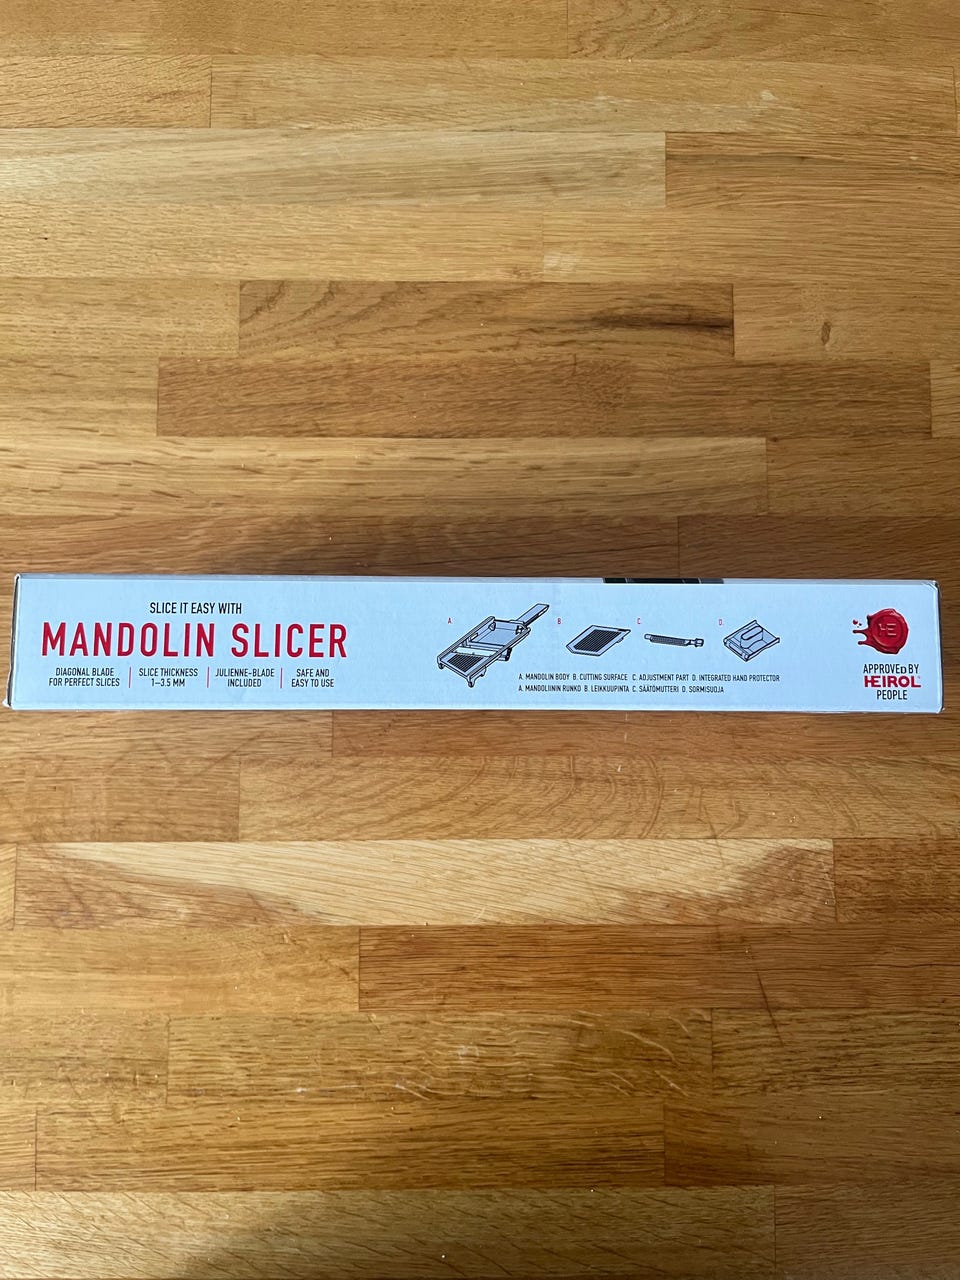 SLICE IT EASY WITH
MANDOLIN SLICER
DIAGONAL BLADE
FOR PERFECT SLICES
SLICE THICKNESS
1–3.5 MM
JULIENNE-BLADE
INCLUDED
SAFE AND
EASY TO USE
A.
B.
C.
D.
A. MANDOLIN BODY B. CUTTING SURFACE C. ADJUSTMENT PART D. INTEGRATED HAND PROTECTOR
A. MANDOLIININ RUNKO B. LEIKKUUPINTA C. SÄÄTÖMUTTERI D. SORMISUOJA
APPROVED BY
HEIROL
PEOPLE